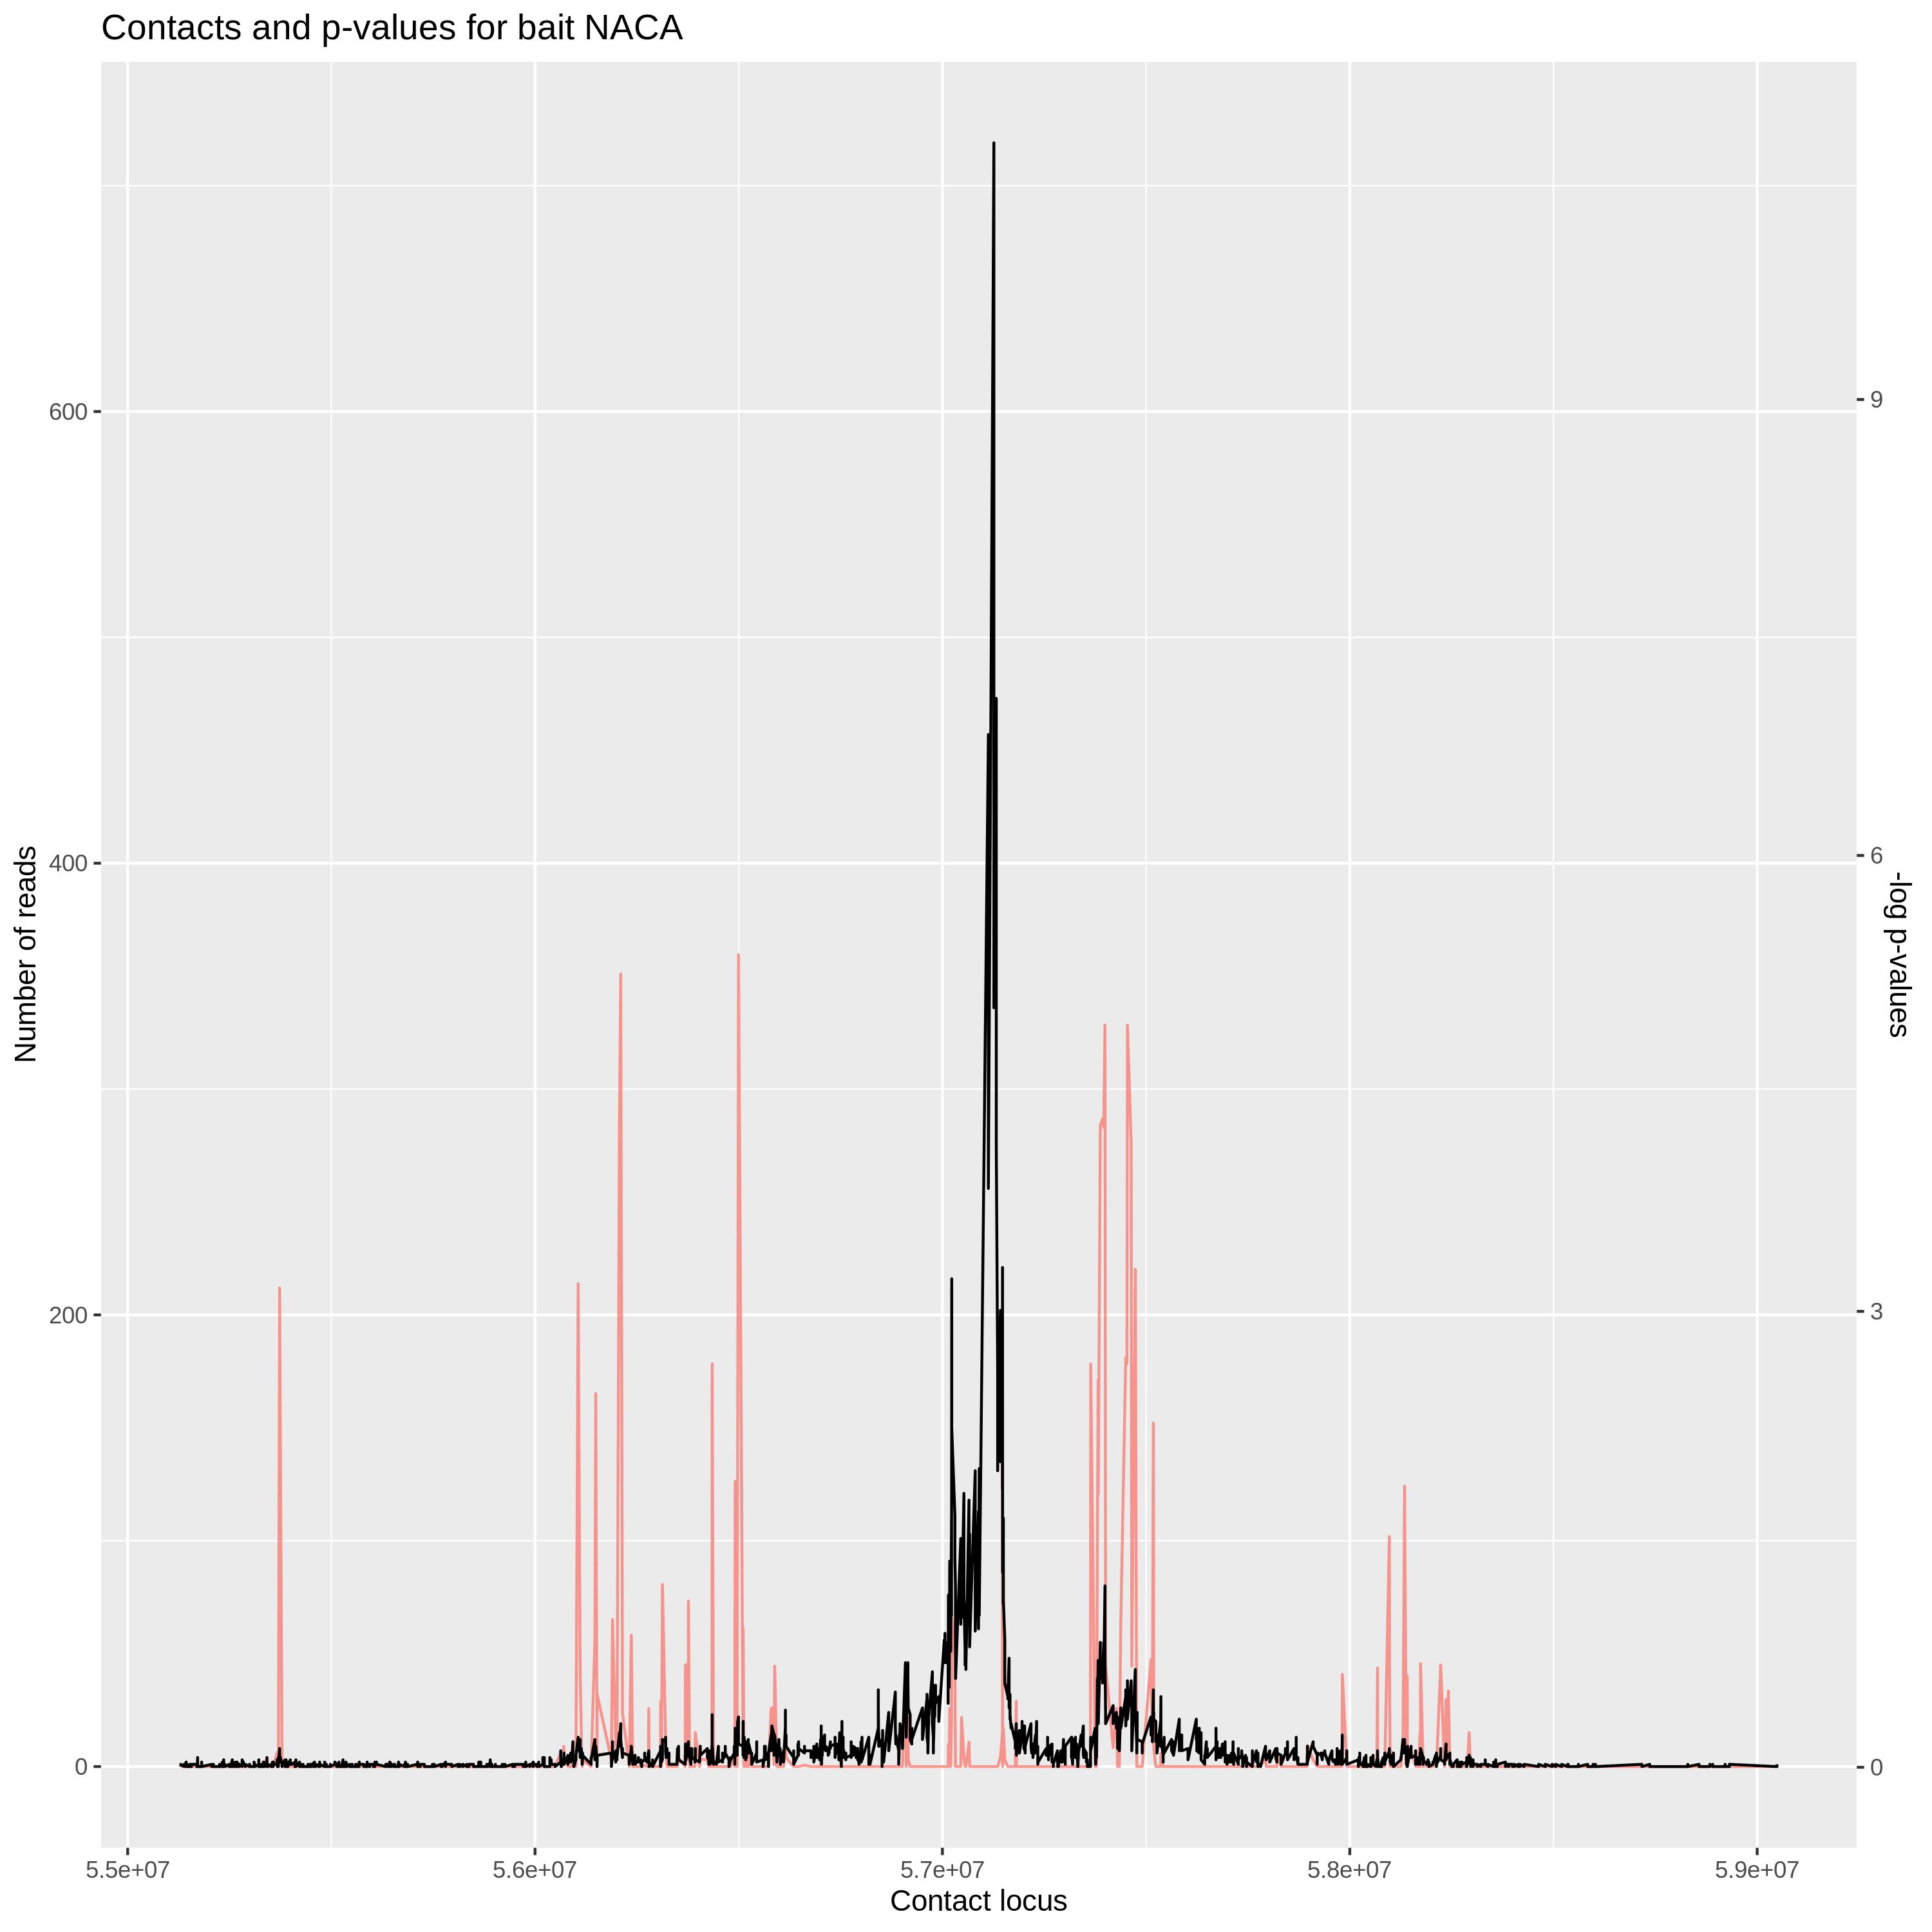 Contacts and p-values for bait NACA
600
400
200
0
9
6
3
0
Number of reads
-log p-values
5.5e+07
5.6e+07
5.7e+07
5.8e+07
5.9e+07
Contact locus